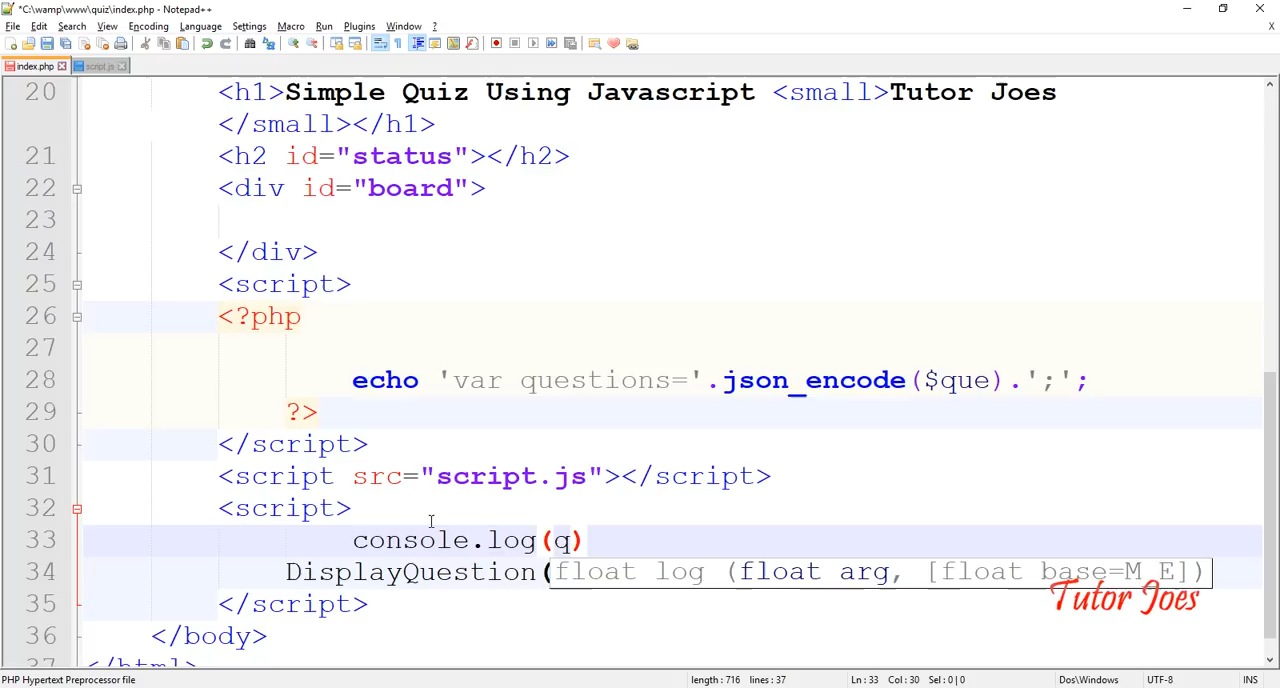 *C:\wamp\www\quiz\index.php - Notepad++
File Edit Search View Encoding Language Settings Macro Run Plugins Window ?
X
index.php script.js
20 <h1>Simple Quiz Using Javascript <small>Tutor Joes
</small></h1>
21 <h2 id="status"></h2>
22 <div id="board">
23
24 </div>
25 <script>
26 <?php
27
28 echo 'var questions='.json_encode($que).';';
29 ?>
30 </script>
31 <script src="script.js"></script>
32 <script>
33 console.log(q)
34 DisplayQuestion(float log (float arg, [float base=M_E])
35 </script>
Tutor Joes
36 </body>
37 </html>
PHP Hypertext Preprocessor file length : 716 lines : 37 Ln : 33 Col : 30 Sel : 0 | 0 Dos\Windows UTF-8 INS